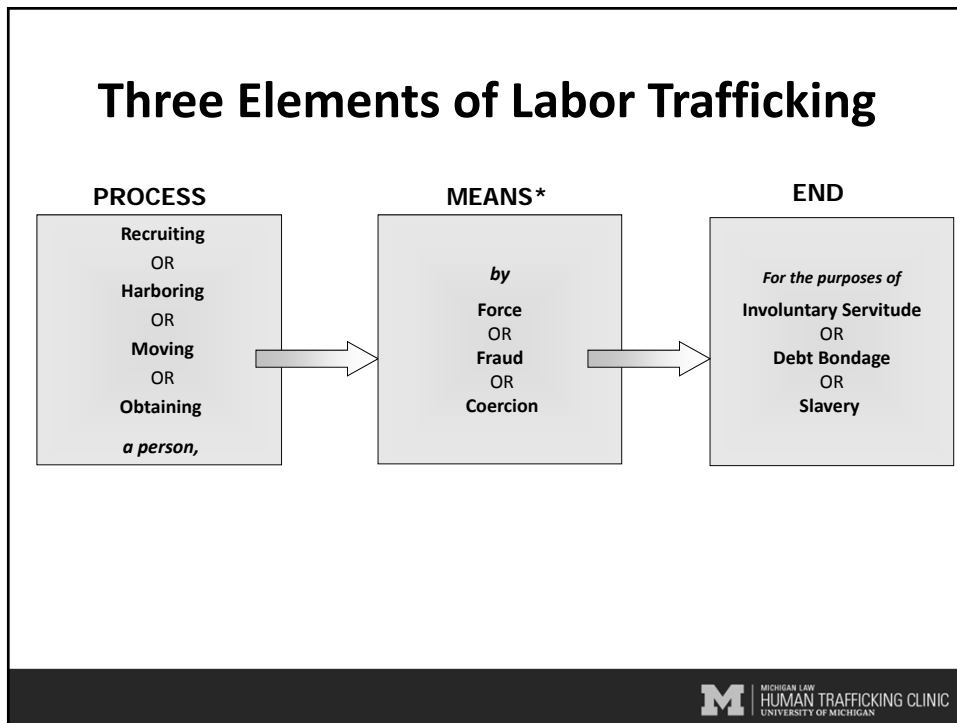 Three Elements of Labor Trafficking
PROCESS
Recruiting
OR
Harboring
OR
Moving
OR
Obtaining
a person,
MEANS*
by
Force
OR
Fraud
OR
Coercion
END
For the purposes of
Involuntary Servitude
OR
Debt Bondage
OR
Slavery
M
MICHIGAN LAW
HUMAN TRAFFICKING CLINIC
UNIVERSITY OF MICHIGAN